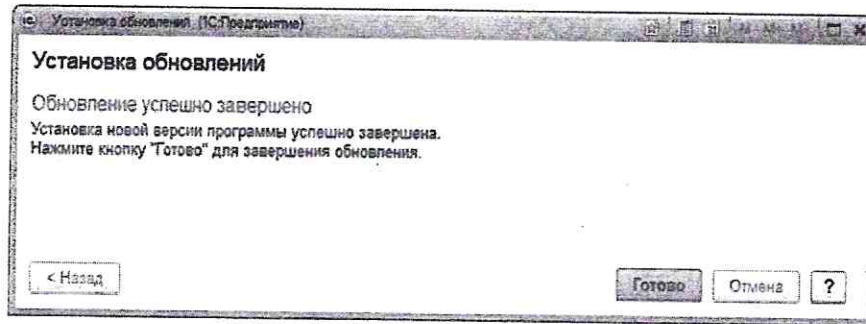 Установка обновлений (1С:Предприятие)
Установка обновлений
Обновление успешно завершено
Установка новой версии программы успешно завершена.
Нажмите кнопку "Готово" для завершения обновления.
< Назад
Готово
Отмена
?